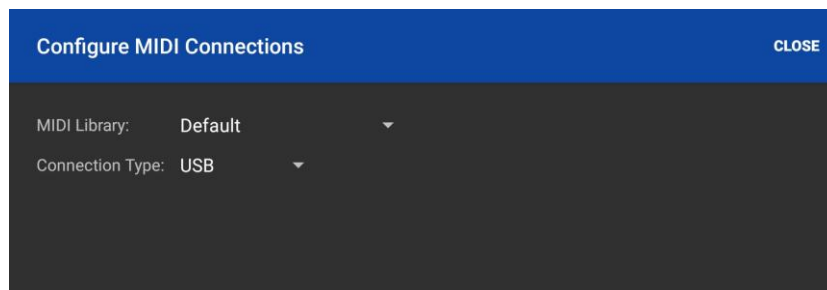 Configure MIDI Connections CLOSE
MIDI Library: Default
Connection Type: USB